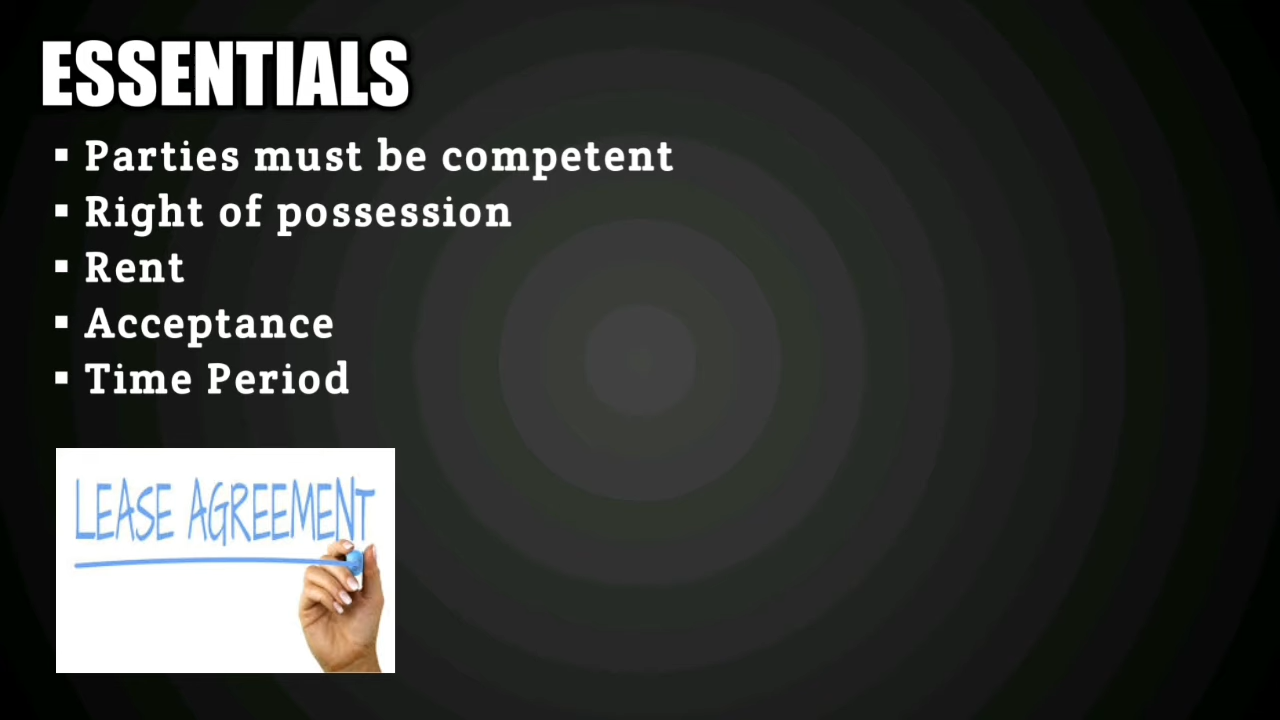 ESSENTIALS
▪ Parties must be competent
▪ Right of possession
▪ Rent
▪ Acceptance
▪ Time Period
LEASE AGREEMENT